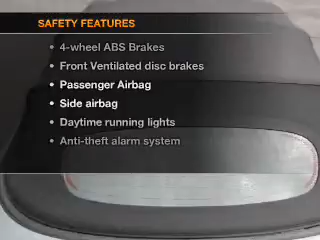 SAFETY FEATURES
• 4-wheel ABS Brakes
• Front Ventilated disc brakes
• Passenger Airbag
• Side airbag
• Daytime running lights
• Anti-theft alarm system